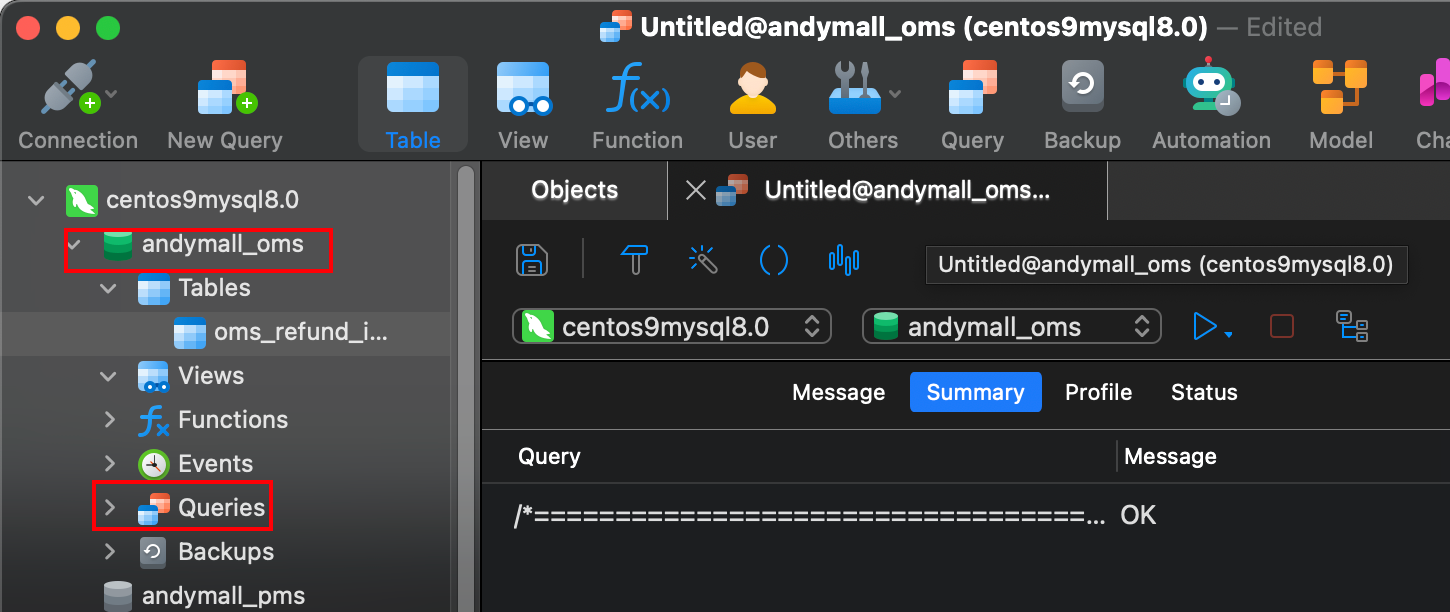 Untitled@andymall_oms (centos9mysql8.0) — Edited
Connection New Query Table View Function User Others Query Backup Automation Model Cha
centos9mysql8.0
andymall_oms
Tables
oms_refund_i...
Views
Functions
Events
Queries
Backups
andymall_pms
Objects Untitled@andymall_oms...
Untitled@andymall_oms (centos9mysql8.0)
centos9mysql8.0 andymall_oms
Message Summary Profile Status
Query Message
/*==================================... OK